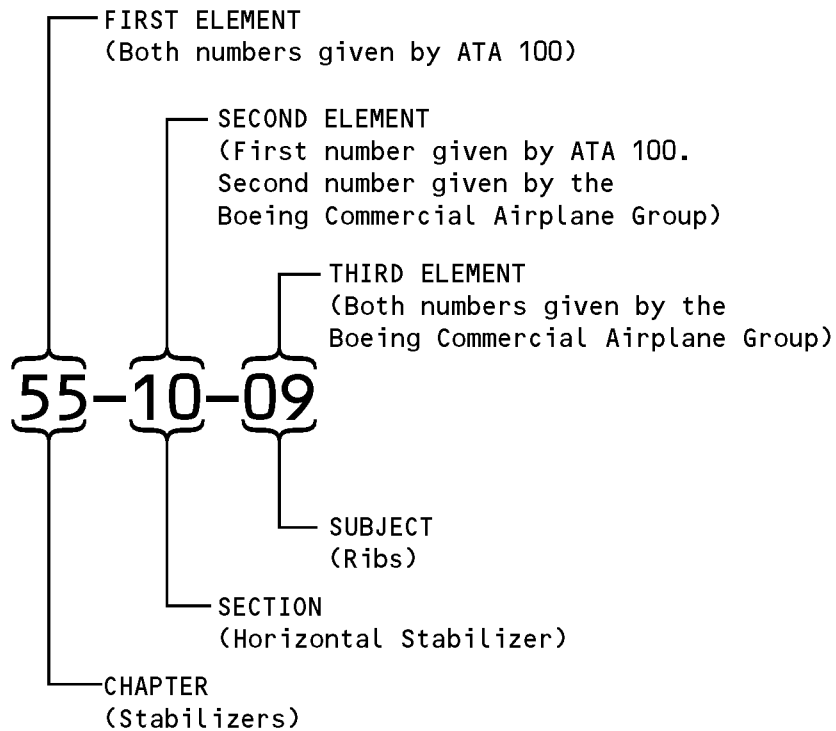 FIRST ELEMENT
(Both numbers given by ATA 100)
SECOND ELEMENT
(First number given by ATA 100.
Second number given by the
Boeing Commercial Airplane Group)
THIRD ELEMENT
(Both numbers given by the
Boeing Commercial Airplane Group)
55-10-09
SUBJECT
(Ribs)
SECTION
(Horizontal Stabilizer)
CHAPTER
(Stabilizers)